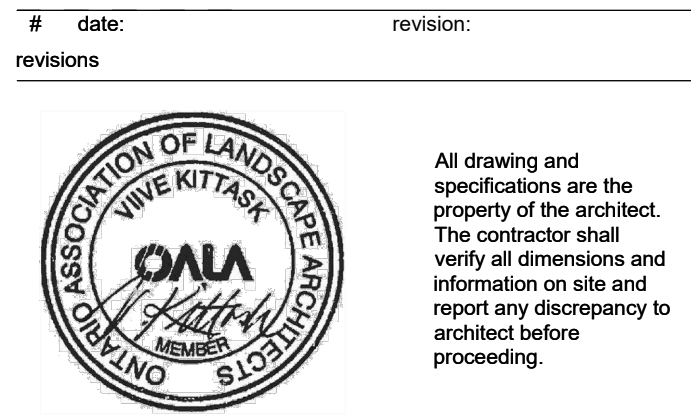 # date: revision:
revisions
ONTARIO ASSOCIATION OF LANDSCAPE ARCHITECTS
VIIVE KITTASK
OALA
V. Kittask
MEMBER
All drawing and
specifications are the
property of the architect.
The contractor shall
verify all dimensions and
information on site and
report any discrepancy to
architect before
proceeding.